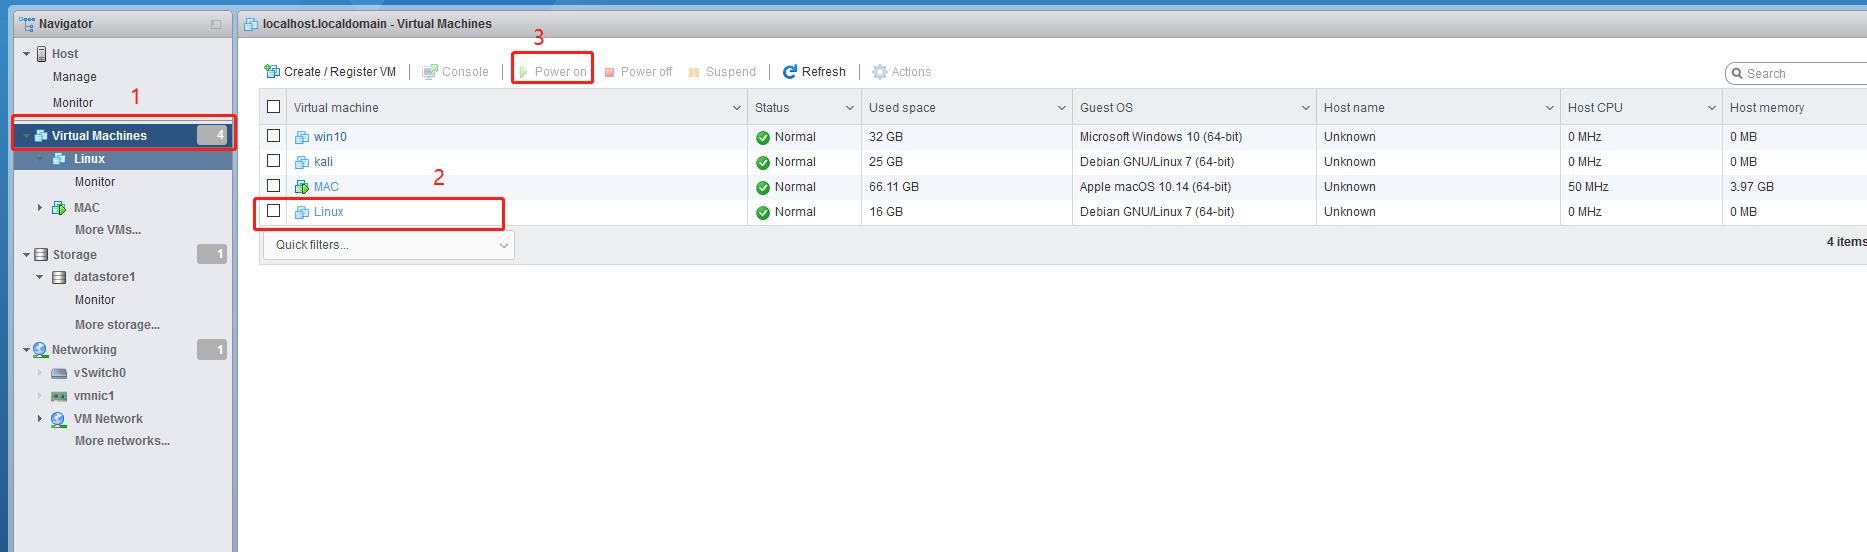 Navigator
localhost.localdomain - Virtual Machines
Host
Manage
Monitor
1
Virtual Machines 4
Linux
Monitor
MAC
More VMs...
Storage 1
datastore1
Monitor
More storage...
Networking 1
vSwitch0
vmnic1
VM Network
More networks...
3
Create / Register VM Console Power on Power off Suspend Refresh Actions Search
Virtual machine Status Used space Guest OS Host name Host CPU Host memory
win10 Normal 32 GB Microsoft Windows 10 (64-bit) Unknown 0 MHz 0 MB
kali Normal 25 GB Debian GNU/Linux 7 (64-bit) Unknown 0 MHz 0 MB
2
MAC Normal 66.11 GB Apple macOS 10.14 (64-bit) Unknown 50 MHz 3.97 GB
Linux Normal 16 GB Debian GNU/Linux 7 (64-bit) Unknown 0 MHz 0 MB
Quick filters... 4 items